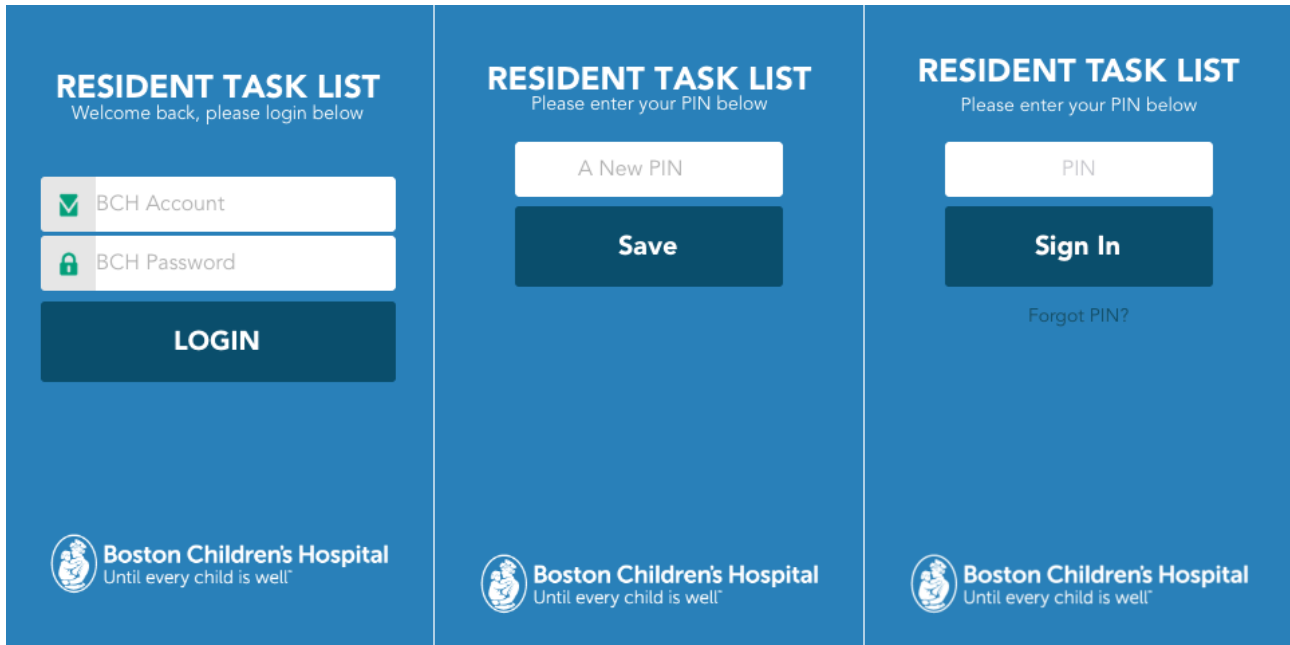 RESIDENT TASK LIST
Welcome back, please login below
BCH Account
BCH Password
LOGIN
Boston Children's Hospital
Until every child is well™
RESIDENT TASK LIST
Please enter your PIN below
A New PIN
Save
Boston Children's Hospital
Until every child is well™
RESIDENT TASK LIST
Please enter your PIN below
PIN
Sign In
Forgot PIN?
Boston Children's Hospital
Until every child is well™